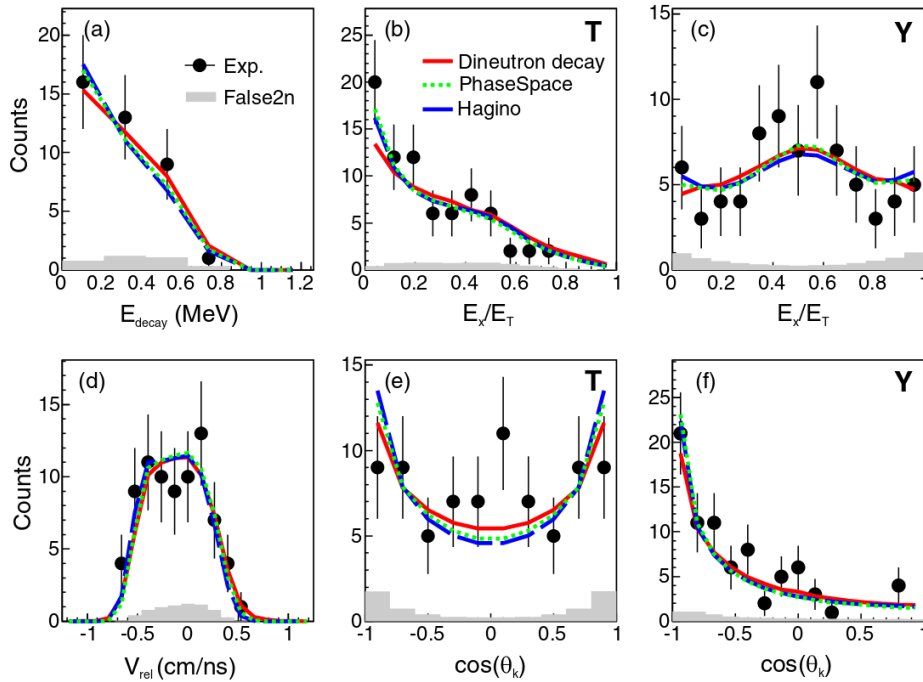 (a)
Exp.
False2n
Counts
20
15
10
5
0
0 0.2 0.4 0.6 0.8 1 1.2
E_decay (MeV)
(b) T
Dineutron decay
PhaseSpace
Hagino
25
20
15
10
5
0
0 0.2 0.4 0.6 0.8 1
E_x/E_T
(c) Y
15
10
5
0
0 0.2 0.4 0.6 0.8
E_x/E_T
(d)
Counts
15
10
5
0
-1 -0.5 0 0.5 1
V_rel (cm/ns)
(e) T
15
10
5
0
-1 -0.5 0 0.5 1
cos(θ_k)
(f) Y
25
20
15
10
5
0
-1 -0.5 0 0.5
cos(θ_k)